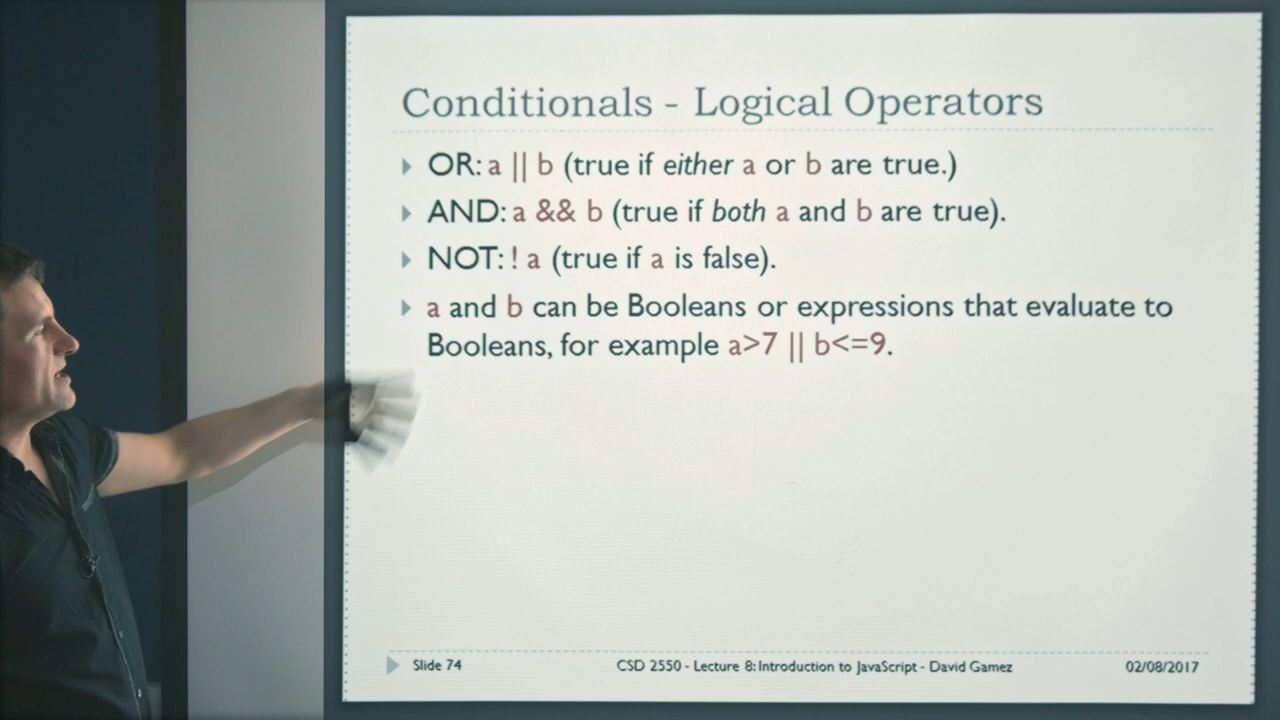 Conditionals - Logical Operators
OR: a || b (true if either a or b are true.)
AND: a && b (true if both a and b are true).
NOT: ! a (true if a is false).
a and b can be Booleans or expressions that evaluate to
Booleans, for example a>7 || b<=9.
Slide 74 CSD 2550 - Lecture 8: Introduction to JavaScript - David Gamez 02/08/2017